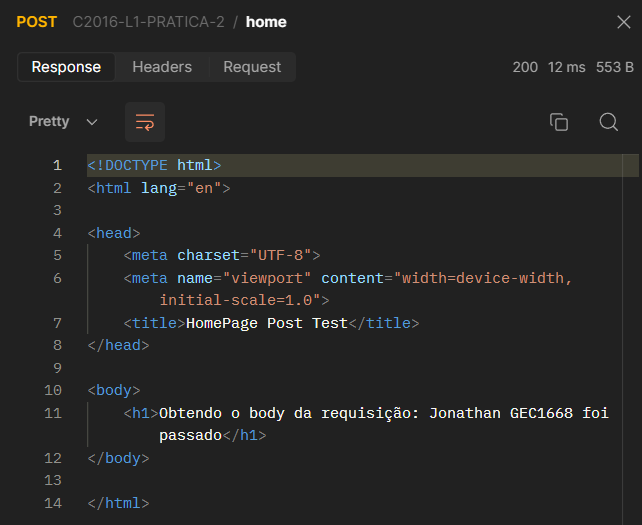 POST C2016-L1-PRATICA-2 / home
Response Headers Request 200 12 ms 553 B
Pretty
1 <!DOCTYPE html>
2 <html lang="en">
3
4 <head>
5 <meta charset="UTF-8">
6 <meta name="viewport" content="width=device-width,
initial-scale=1.0">
7 <title>HomePage Post Test</title>
8 </head>
9
10 <body>
11 <h1>Obtendo o body da requisição: Jonathan GEC1668 foi
passado</h1>
12 </body>
13
14 </html>